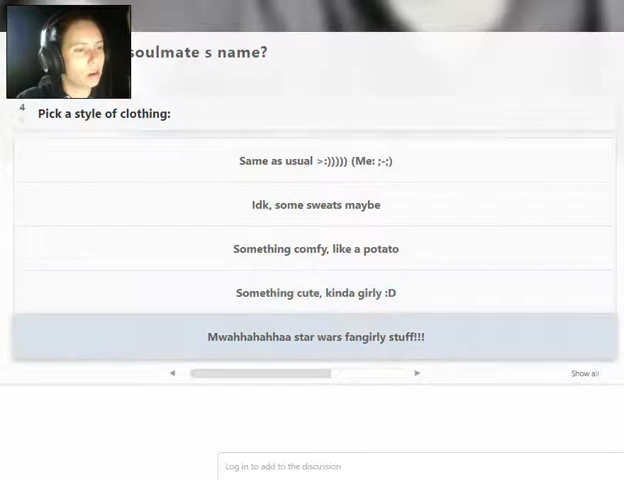 soulmate s name?
4
Pick a style of clothing:
Same as usual >:))))) (Me: ;-;)
Idk, some sweats maybe
Something comfy, like a potato
Something cute, kinda girly :D
Mwahhahahhaa star wars fangirly stuff!!!
Show all
Log in to add to the discussion